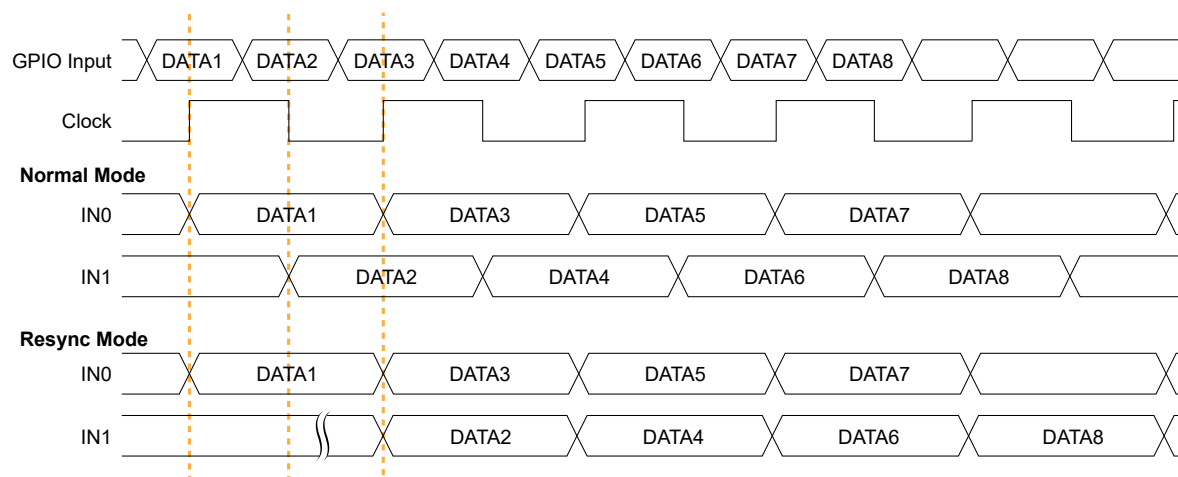 GPIO Input DATA1 DATA2 DATA3 DATA4 DATA5 DATA6 DATA7 DATA8
Clock
Normal Mode
IN0 DATA1 DATA3 DATA5 DATA7
IN1 DATA2 DATA4 DATA6 DATA8
Resync Mode
IN0 DATA1 DATA3 DATA5 DATA7
IN1 DATA2 DATA4 DATA6 DATA8